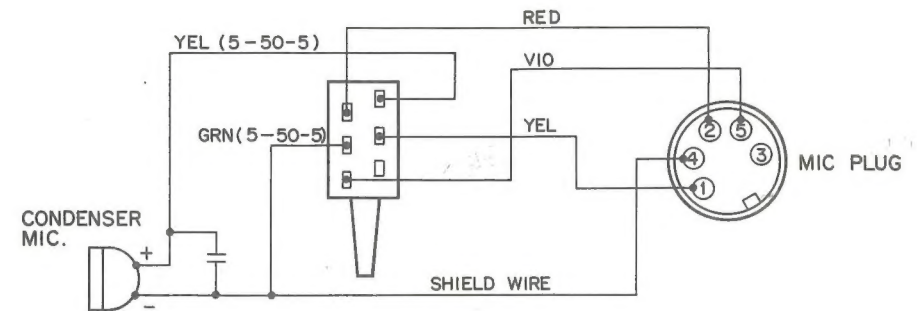 RED
YEL (5-50-5)
VIO
GRN(5-50-5)
YEL
2 5
4 3
1
MIC PLUG
CONDENSER
MIC.
+
SHIELD WIRE
-